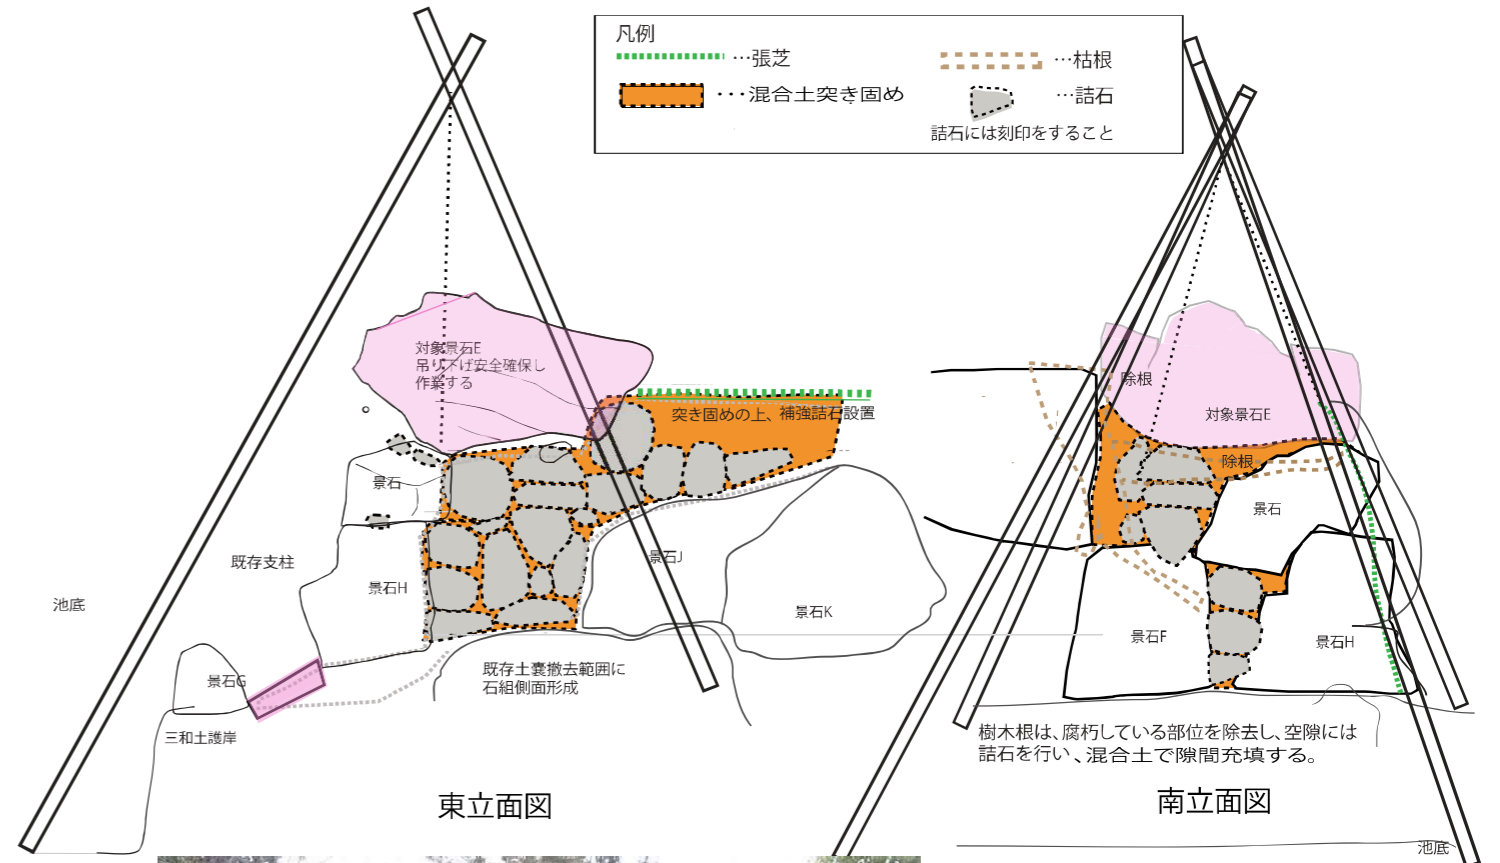 凡例
…張芝
…枯根
…混合土突き固め
…詰石
詰石には刻印をすること
対象景石E
吊り下げ安全確保し
作業する
突き固めの上、補強詰石設置
景石
既存支柱
景石H
景石J
池底
景石K
景石G
既存土嚢撤去範囲に
石組側面形成
三和土護岸
東立面図
除根
対象景石E
除根
景石
景石F
景石H
樹木根は、腐朽している部位を除去し、空隙には
詰石を行い、混合土で隙間充填する。
南立面図
池底